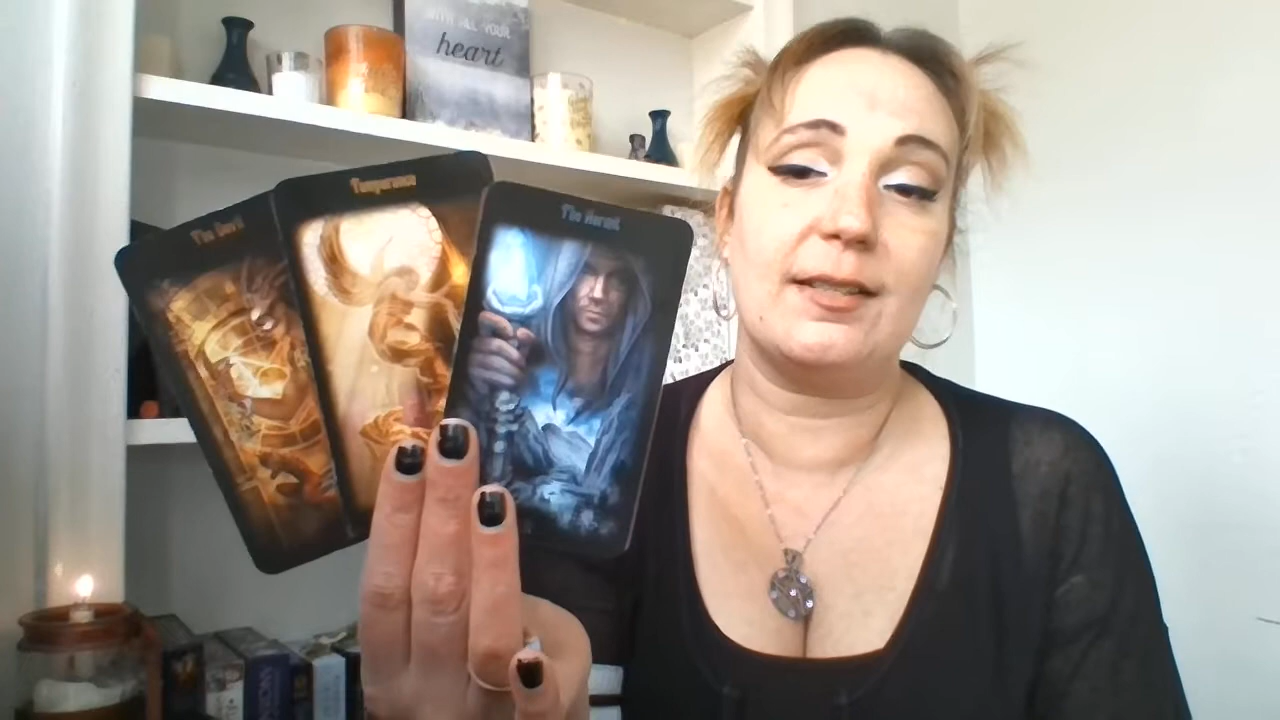 WITH ALL YOUR
heart
Temperance
The Hermit
The Devil